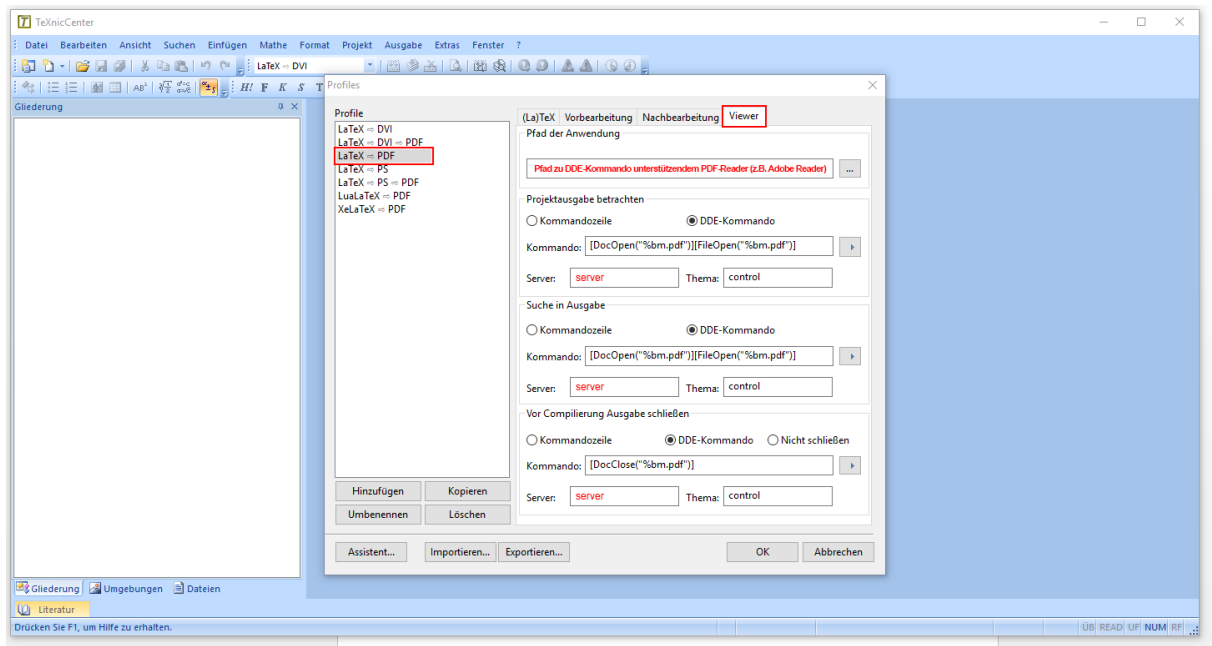 TeXnicCenter
Datei Bearbeiten Ansicht Suchen Einfügen Mathe Format Projekt Ausgabe Extras Fenster ?
LaTeX ⇨ DVI
H! F K S T
Gliederung
Profiles
Profile
LaTeX ⇨ DVI
LaTeX ⇨ DVI ⇨ PDF
LaTeX ⇨ PDF
LaTeX ⇨ PS
LaTeX ⇨ PS ⇨ PDF
LuaLaTeX ⇨ PDF
XeLaTeX ⇨ PDF
Hinzufügen Kopieren
Umbenennen Löschen
(La)TeX Vorbearbeitung Nachbearbeitung Viewer
Pfad der Anwendung
Pfad zu DDE-Kommando unterstützendem PDF-Reader (z.B. Adobe Reader) ...
Projektausgabe betrachten
Kommandozeile DDE-Kommando
Kommando: [DocOpen("%bm.pdf")][FileOpen("%bm.pdf")]
Server: server Thema: control
Suche in Ausgabe
Kommandozeile DDE-Kommando
Kommando: [DocOpen("%bm.pdf")][FileOpen("%bm.pdf")]
Server: server Thema: control
Vor Compilierung Ausgabe schließen
Kommandozeile DDE-Kommando Nicht schließen
Kommando: [DocClose("%bm.pdf")]
Server: server Thema: control
Assistent... Importieren... Exportieren... OK Abbrechen
Gliederung Umgebungen Dateien
Literatur
Drücken Sie F1, um Hilfe zu erhalten. ÜB READ UF NUM RF